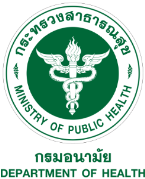 กระทรวงสาธารณสุข
MINISTRY OF PUBLIC HEALTH
กรมอนามัย
DEPARTMENT OF HEALTH